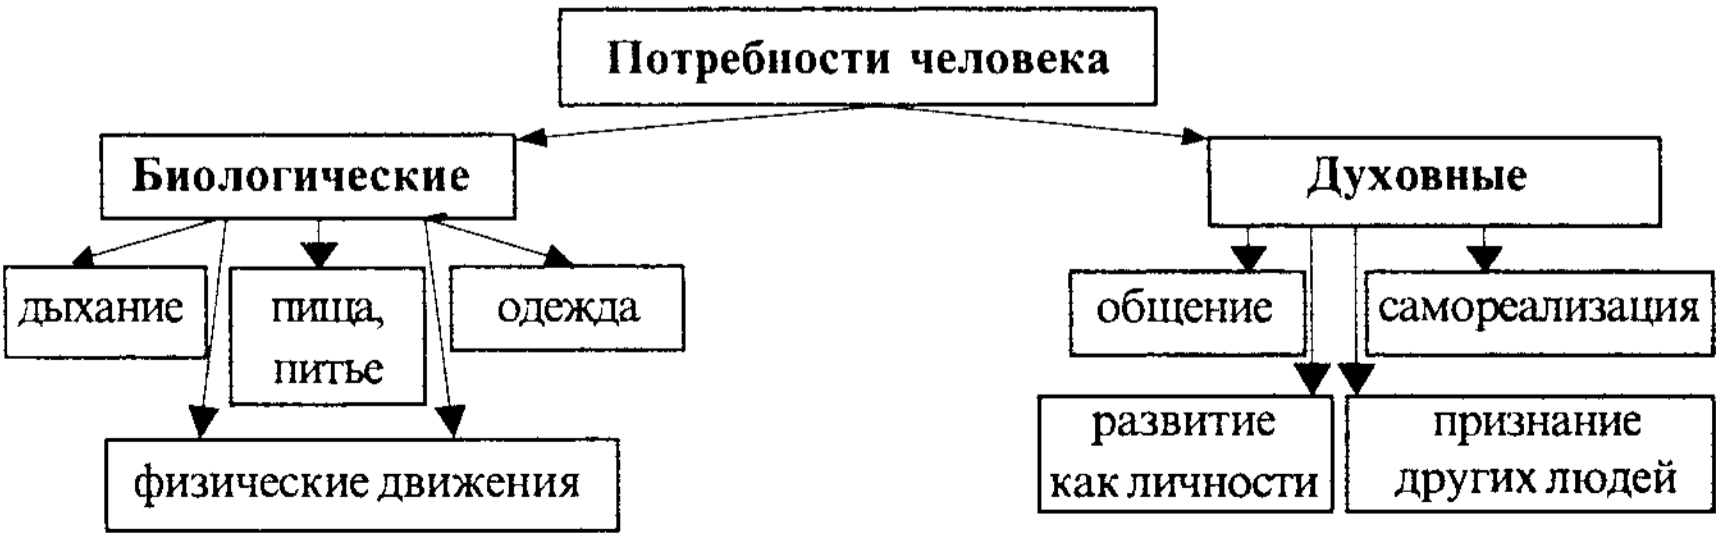 Потребности человека
Биологические
Духовные
дыхание
пища,
питье
одежда
физические движения
общение
самореализация
развитие
как личности
признание
других людей